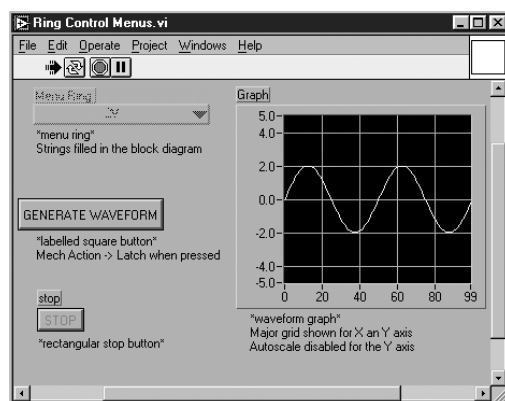 Ring Control Menus.vi
File Edit Operate Project Windows Help
Menu Ring
*menu ring*
Strings filled in the block diagram
GENERATE WAVEFORM
*labelled square button*
Mech Action -> Latch when pressed
stop
STOP
*rectangular stop button*
Graph
5.0
4.0
2.0
0.0
-2.0
-4.0
-5.0
0 20 40 60 80 99
*waveform graph*
Major grid shown for X an Y axis
Autoscale disabled for the Y axis